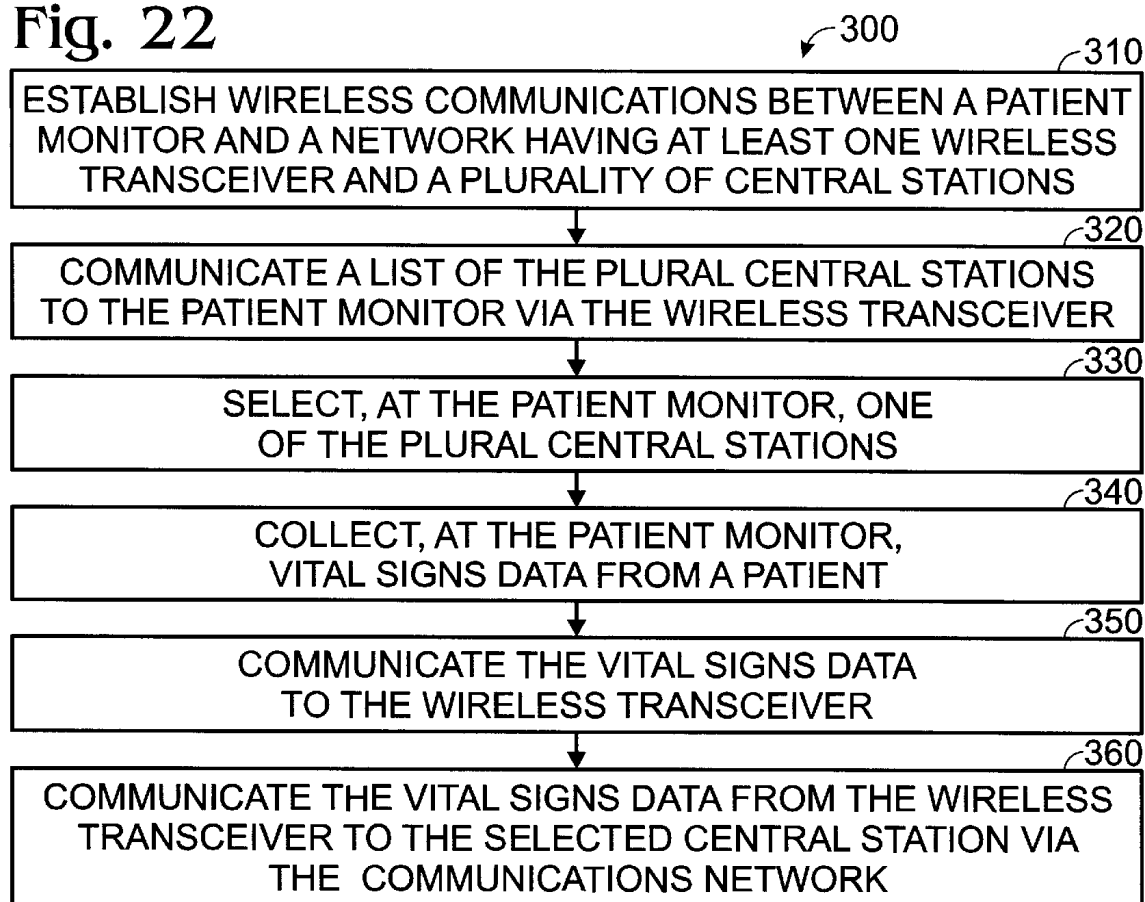 Fig. 22
300
310
ESTABLISH WIRELESS COMMUNICATIONS BETWEEN A PATIENT
MONITOR AND A NETWORK HAVING AT LEAST ONE WIRELESS
TRANSCEIVER AND A PLURALITY OF CENTRAL STATIONS
320
COMMUNICATE A LIST OF THE PLURAL CENTRAL STATIONS
TO THE PATIENT MONITOR VIA THE WIRELESS TRANSCEIVER
330
SELECT, AT THE PATIENT MONITOR, ONE
OF THE PLURAL CENTRAL STATIONS
340
COLLECT, AT THE PATIENT MONITOR,
VITAL SIGNS DATA FROM A PATIENT
350
COMMUNICATE THE VITAL SIGNS DATA
TO THE WIRELESS TRANSCEIVER
360
COMMUNICATE THE VITAL SIGNS DATA FROM THE WIRELESS
TRANSCEIVER TO THE SELECTED CENTRAL STATION VIA
THE COMMUNICATIONS NETWORK